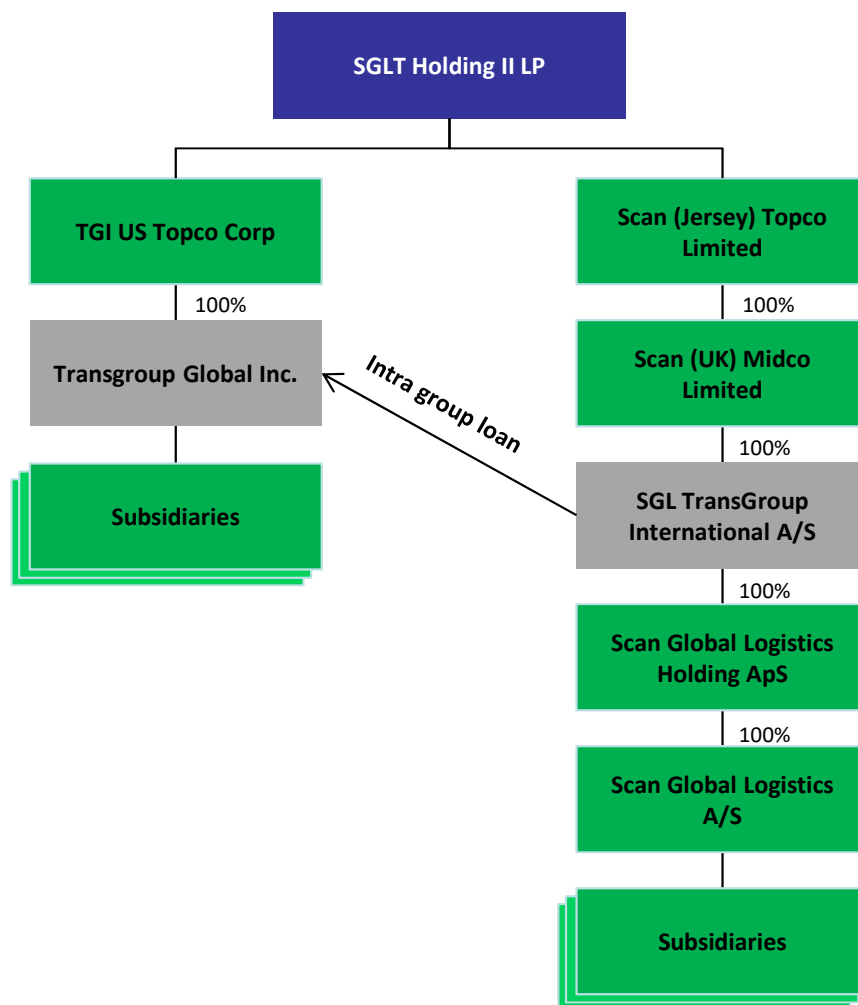 SGLT Holding II LP
TGI US Topco Corp
Scan (Jersey) Topco
Limited
100%
100%
Transgroup Global Inc.
Scan (UK) Midco
Limited
Intra group loan
100%
Subsidiaries
SGL TransGroup
International A/S
100%
Scan Global Logistics
Holding ApS
100%
Scan Global Logistics
A/S
Subsidiaries